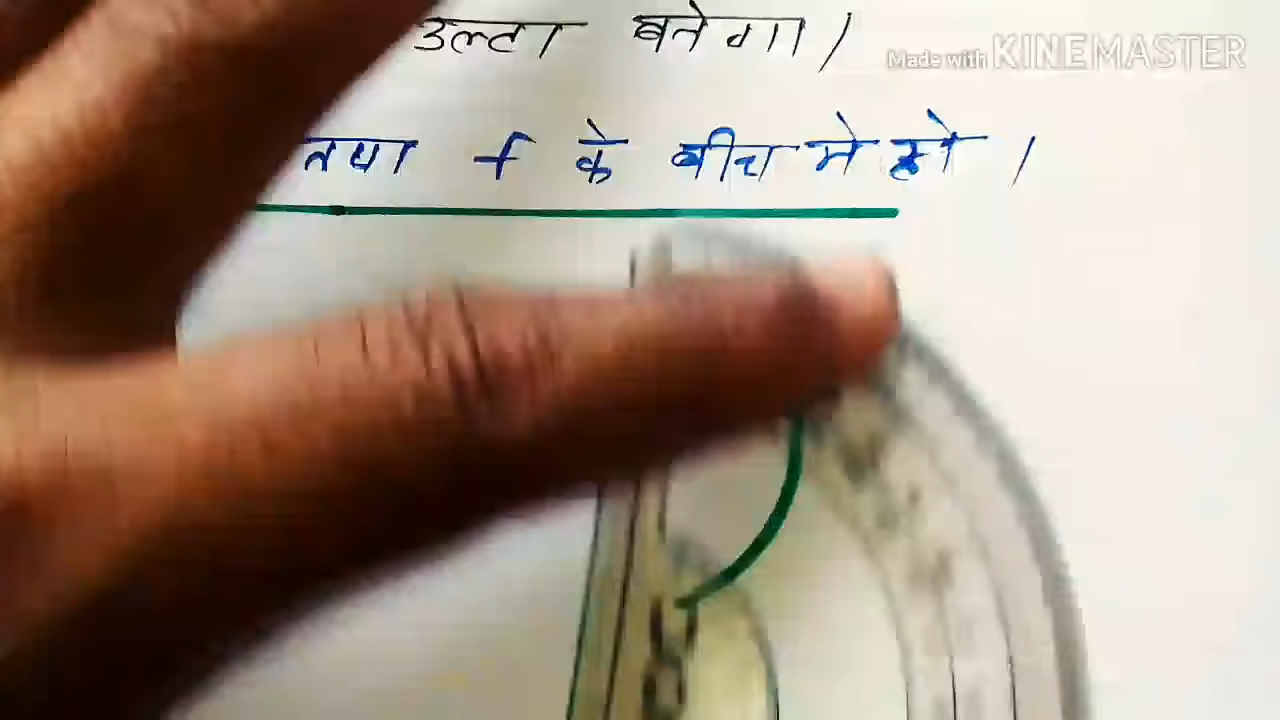 उल्टा बनेगा।
Made with KINEMASTER
तथा f के बीच मे हो ।